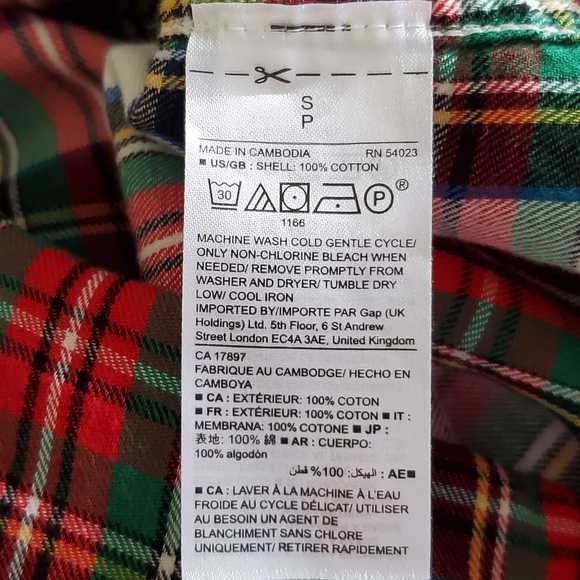 S
P
MADE IN CAMBODIA RN 54023
■ US/GB : SHELL: 100% COTTON
30 P®
1166
MACHINE WASH COLD GENTLE CYCLE/
ONLY NON-CHLORINE BLEACH WHEN
NEEDED/ REMOVE PROMPTLY FROM
WASHER AND DRYER/ TUMBLE DRY
LOW/ COOL IRON
IMPORTED BY/IMPORTE PAR Gap (UK
Holdings) Ltd. 5th Floor, 6 St Andrew
Street London EC4A 3AE, United Kingdom
CA 17897
FABRIQUE AU CAMBODGE/ HECHO EN
CAMBOYA
■ CA : EXTÉRIEUR: 100% COTON
■ FR : EXTÉRIEUR: 100% COTON ■ IT :
MEMBRANA: 100% COTONE ■ JP :
表地: 100% 綿 ■ AR : CUERPO:
100% algodón
■AE : الهيكل: 100% قطن
■ CA : LAVER À LA MACHINE À L'EAU
FROIDE AU CYCLE DÉLICAT/ UTILISER
AU BESOIN UN AGENT DE
BLANCHIMENT SANS CHLORE
UNIQUEMENT/ RETIRER RAPIDEMENT